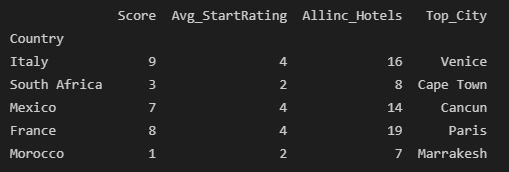 Score Avg_StartRating Allinc_Hotels Top_City
Country
Italy 9 4 16 Venice
South Africa 3 2 8 Cape Town
Mexico 7 4 14 Cancun
France 8 4 19 Paris
Morocco 1 2 7 Marrakesh